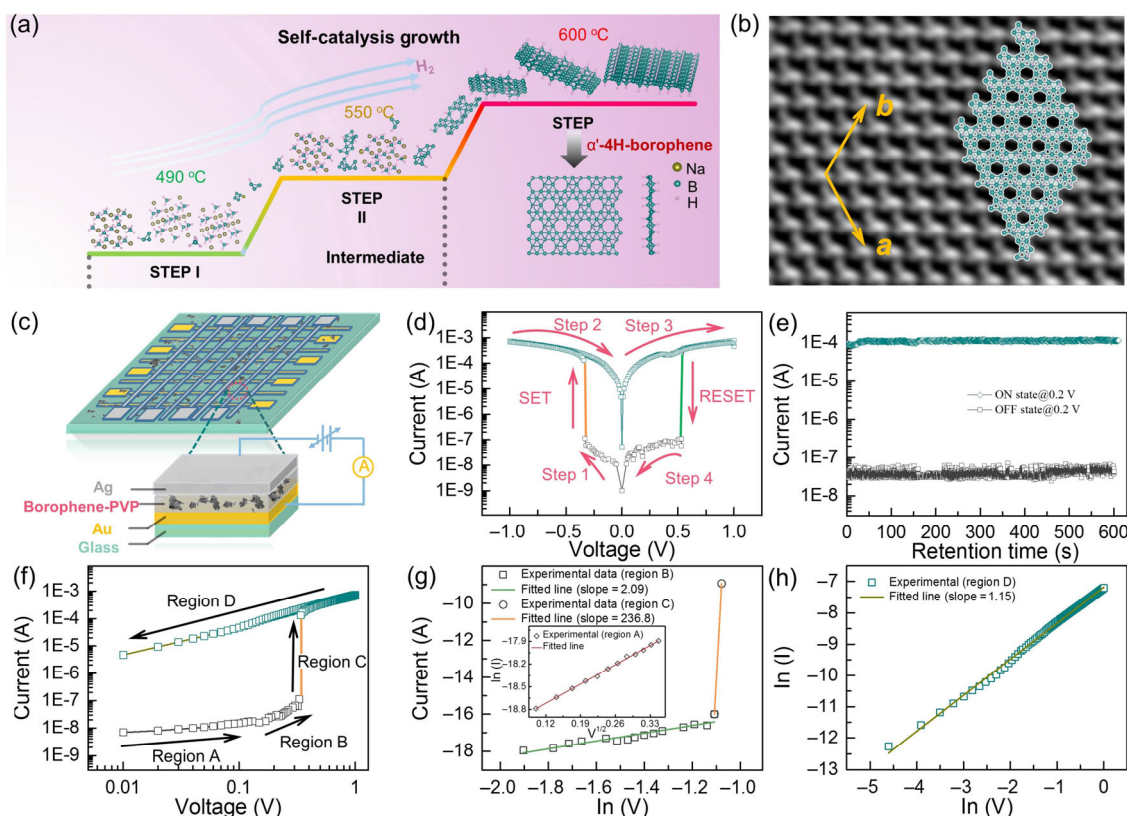 (a)
Self-catalysis growth
H2
600 °C
550 °C
490 °C
STEP I
STEP
II
Intermediate
STEP
α'-4H-borophene
Na
B
H
(b)
b
a
(c)
A
Ag
Borophene-PVP
Au
Glass
(d)
1E-3
1E-4
1E-5
1E-6
1E-7
1E-8
1E-9
Current (A)
Step 2
Step 3
SET
RESET
Step 1
Step 4
–1.0
–0.5
0.0
0.5
1.0
Voltage (V)
(e)
1E-4
1E-5
1E-6
1E-7
1E-8
Current (A)
ON state@0.2 V
OFF state@0.2 V
0
100
200
300
400
500
600
Retention time (s)
(f)
1E-3
1E-4
1E-5
1E-6
1E-7
1E-8
1E-9
Current (A)
Region D
Region C
Region A
Region B
0.01
0.1
1
Voltage (V)
(g)
Experimental data (region B)
Fitted line (slope = 2.09)
Experimental data (region C)
Fitted line (slope = 236.8)
–8
–10
–12
–14
–16
–18
Current (A)
Experimental (region A)
Fitted line
–17.9
–18.2
–18.5
–18.8
ln (I)
0.12
0.19
0.26
0.33
V1/2
–2.0
–1.8
–1.6
–1.4
–1.2
–1.0
ln (V)
(h)
Experimental (region D)
Fitted line (slope = 1.15)
–7
–8
–9
–10
–11
–12
–13
ln (I)
–5
–4
–3
–2
–1
0
ln (V)